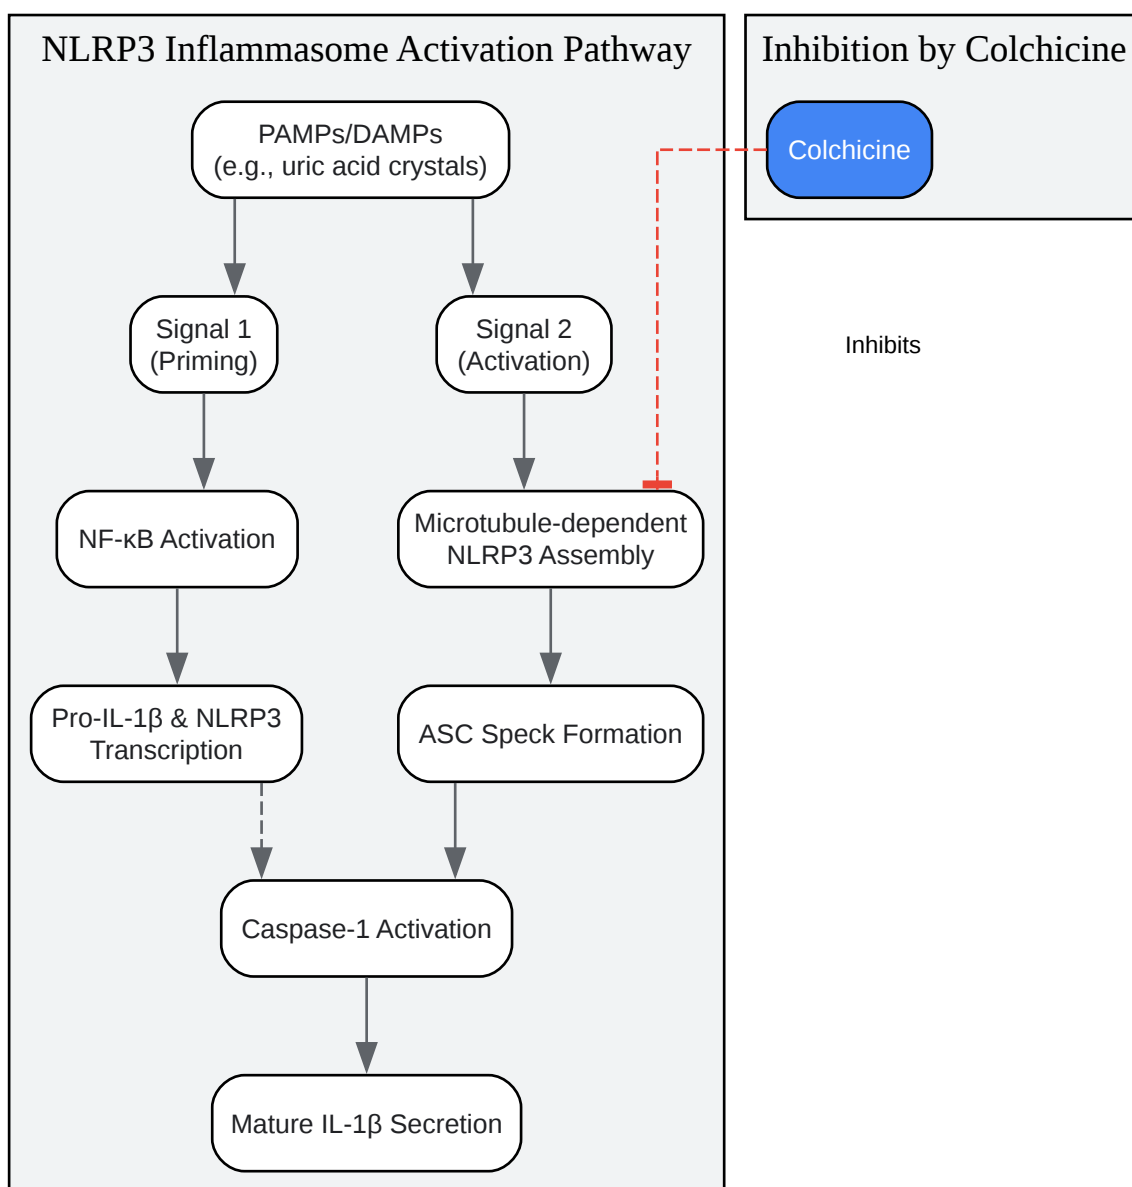 NLRP3 Inflammasome Activation Pathway
Inhibition by Colchicine
PAMPs/DAMPs
(e.g., uric acid crystals)
Colchicine
Signal 1
(Priming)
Signal 2
(Activation)
Inhibits
NF-κB Activation
Microtubule-dependent
NLRP3 Assembly
Pro-IL-1β & NLRP3
Transcription
ASC Speck Formation
Caspase-1 Activation
Mature IL-1β Secretion